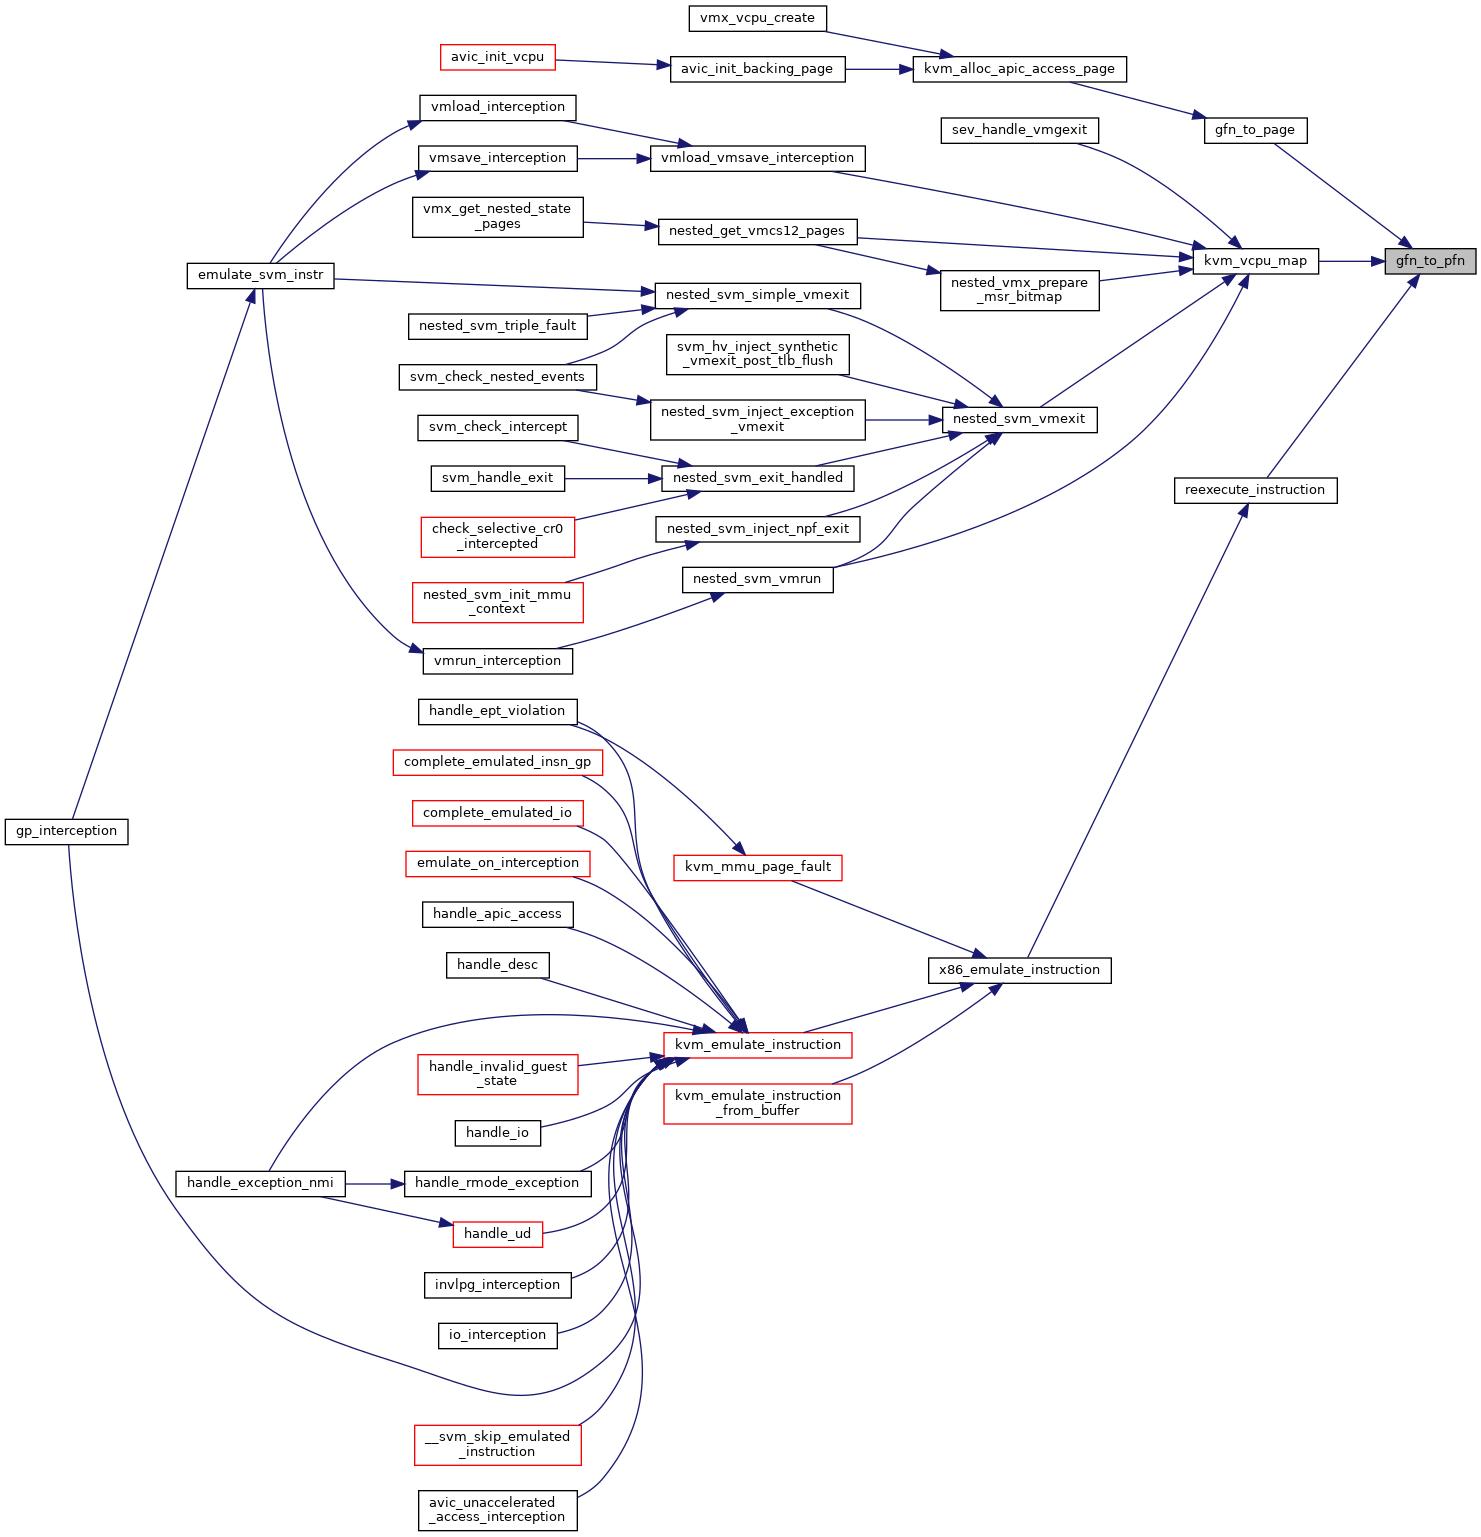 vmx_vcpu_create
avic_init_vcpu
avic_init_backing_page
kvm_alloc_apic_access_page
vmload_interception
sev_handle_vmgexit
gfn_to_page
vmsave_interception
vmload_vmsave_interception
vmx_get_nested_state
_pages
nested_get_vmcs12_pages
kvm_vcpu_map
gfn_to_pfn
emulate_svm_instr
nested_vmx_prepare
_msr_bitmap
nested_svm_simple_vmexit
nested_svm_triple_fault
svm_hv_inject_synthetic
_vmexit_post_tlb_flush
svm_check_nested_events
nested_svm_inject_exception
_vmexit
nested_svm_vmexit
svm_check_intercept
svm_handle_exit
nested_svm_exit_handled
reexecute_instruction
check_selective_cr0
_intercepted
nested_svm_inject_npf_exit
nested_svm_init_mmu
_context
nested_svm_vmrun
vmrun_interception
handle_ept_violation
complete_emulated_insn_gp
complete_emulated_io
gp_interception
emulate_on_interception
kvm_mmu_page_fault
handle_apic_access
handle_desc
x86_emulate_instruction
kvm_emulate_instruction
handle_invalid_guest
_state
kvm_emulate_instruction
_from_buffer
handle_io
handle_exception_nmi
handle_rmode_exception
handle_ud
invlpg_interception
io_interception
__svm_skip_emulated
_instruction
avic_unaccelerated
_access_interception